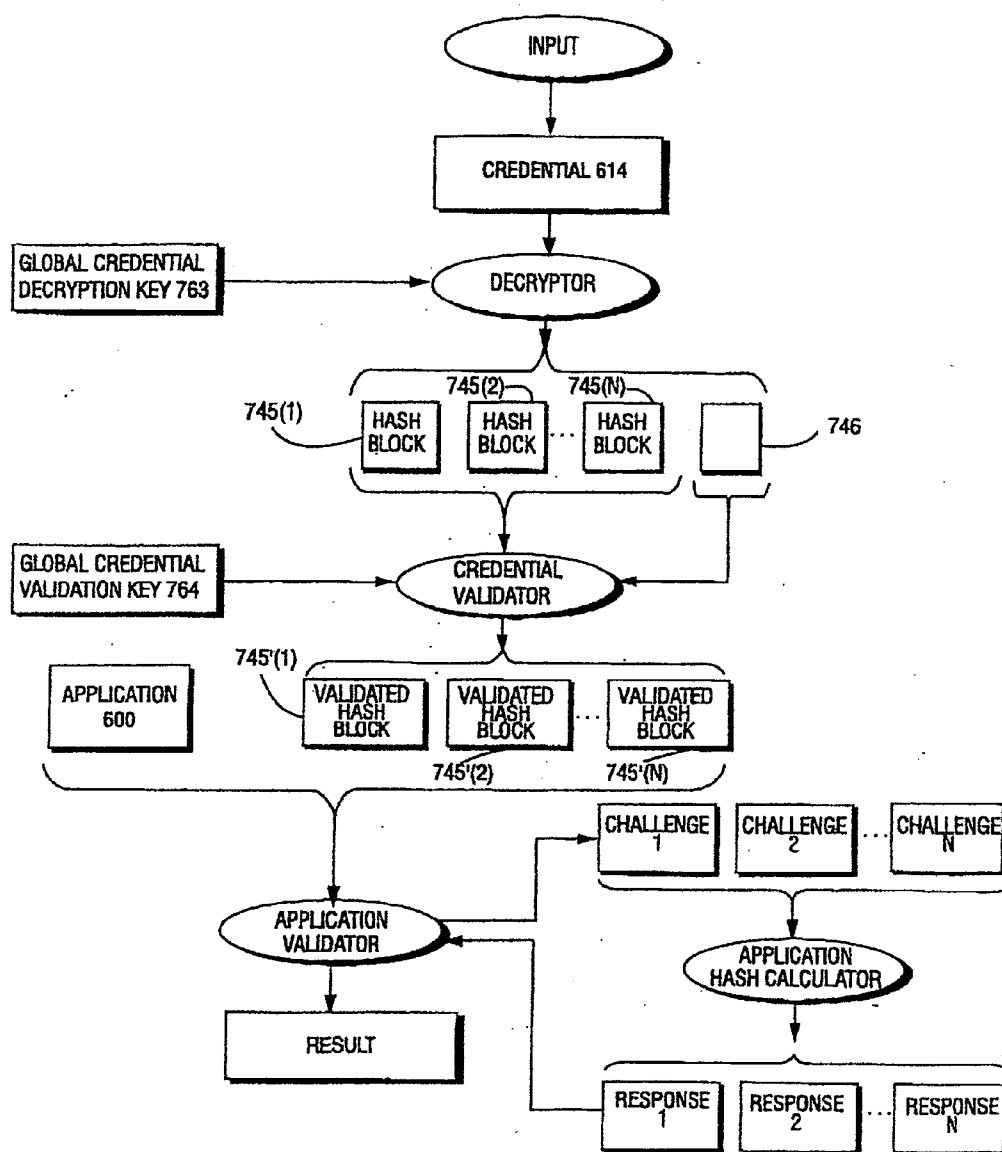 INPUT
CREDENTIAL 614
GLOBAL CREDENTIAL
DECRYPTION KEY 763
DECRYPTOR
745(1)
745(2)
745(N)
HASH
BLOCK
HASH
BLOCK
...
HASH
BLOCK
746
GLOBAL CREDENTIAL
VALIDATION KEY 764
CREDENTIAL
VALIDATOR
745'(1)
APPLICATION
600
VALIDATED
HASH
BLOCK
VALIDATED
HASH
BLOCK
...
VALIDATED
HASH
BLOCK
745'(2)
745'(N)
CHALLENGE
1
CHALLENGE
2
...
CHALLENGE
N
APPLICATION
VALIDATOR
APPLICATION
HASH CALCULATOR
RESULT
RESPONSE
1
RESPONSE
2
...
RESPONSE
N